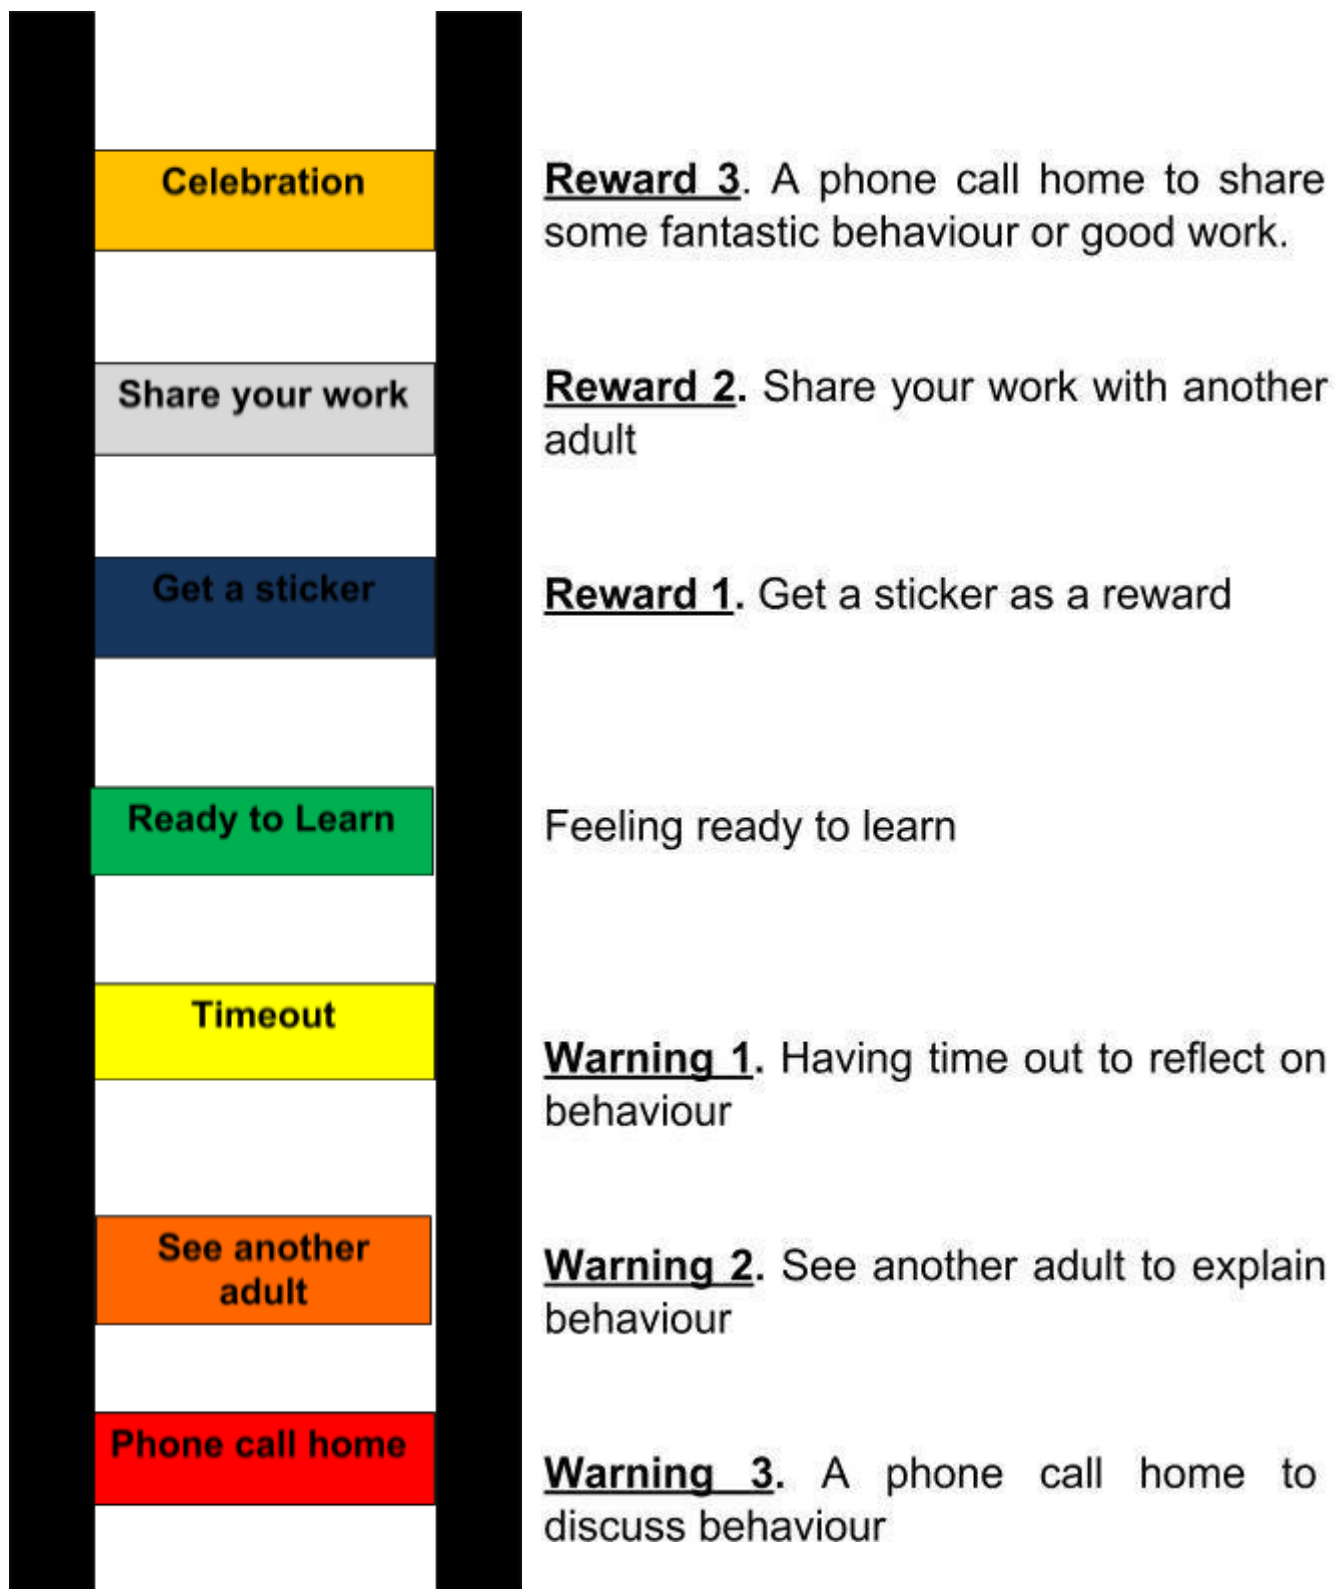 Celebration
Reward 3. A phone call home to share
some fantastic behaviour or good work.
Share your work
Reward 2. Share your work with another
adult
Get a sticker
Reward 1. Get a sticker as a reward
Ready to Learn
Feeling ready to learn
Timeout
Warning 1. Having time out to reflect on
behaviour
See another
adult
Warning 2. See another adult to explain
behaviour
Phone call home
Warning 3. A phone call home to
discuss behaviour